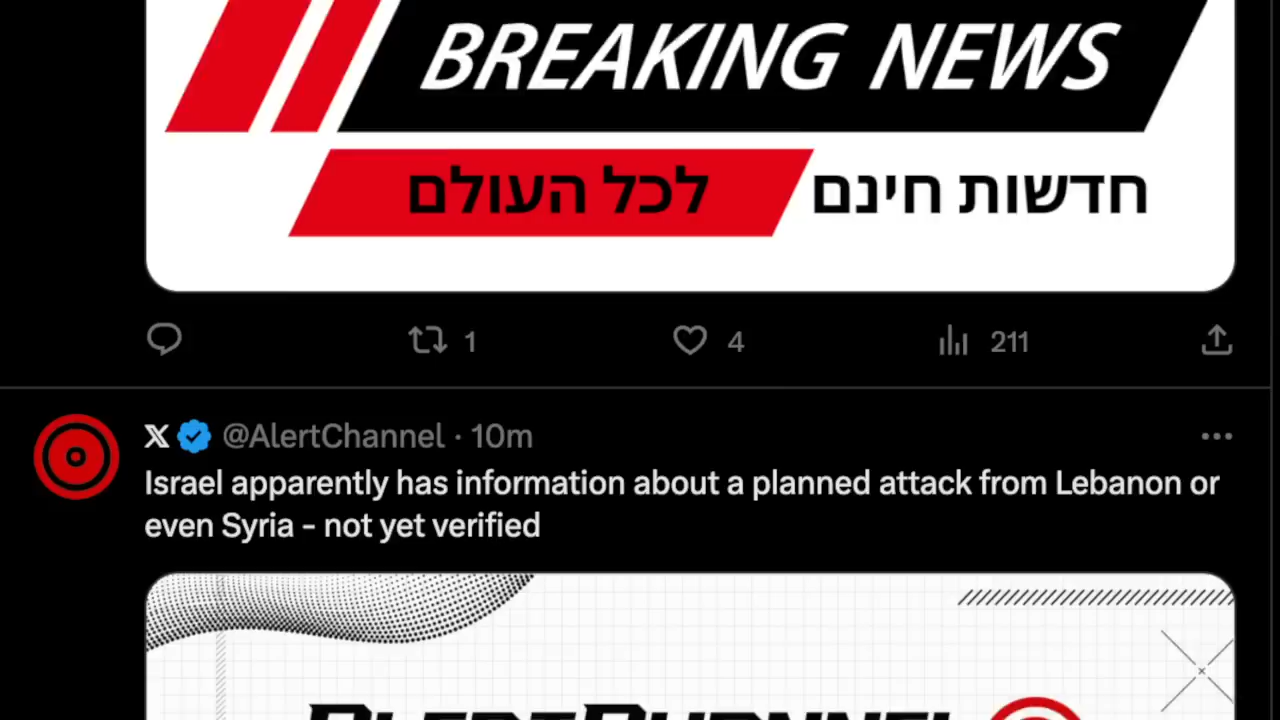 BREAKING NEWS
חדשות חינם לכל העולם
1 4 211
X @AlertChannel · 10m
Israel apparently has information about a planned attack from Lebanon or
even Syria – not yet verified